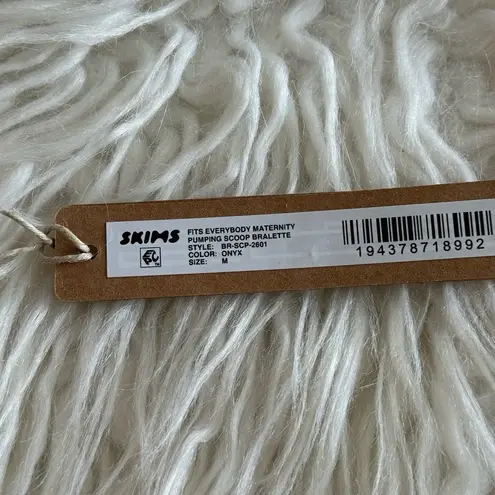 SKIMS
FITS EVERYBODY MATERNITY
PUMPING SCOOP BRALETTE
STYLE: BR-SCP-2601
COLOR: ONYX
SIZE: M
194378718992